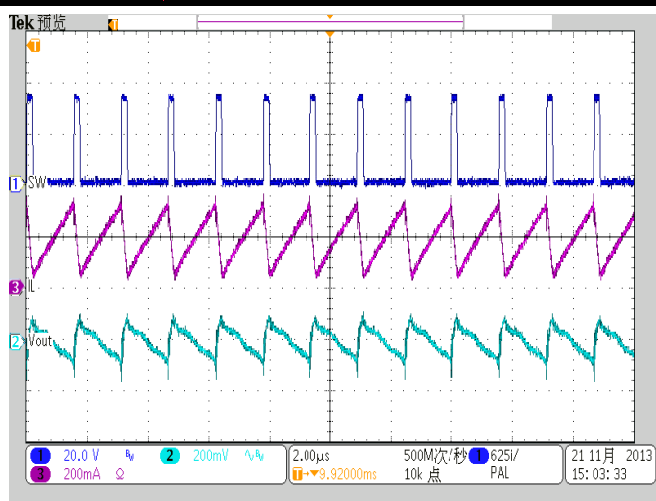 Tek 预览
T
T
1 SW
3 IL
2 Vout
1 20.0 V Bw 2 200mV ∿Bw 2.00µs 500M次/秒 1 625i/ 21 11月 2013
3 200mA Ω T→▼9.92000ms 10k 点 PAL 15:03:33